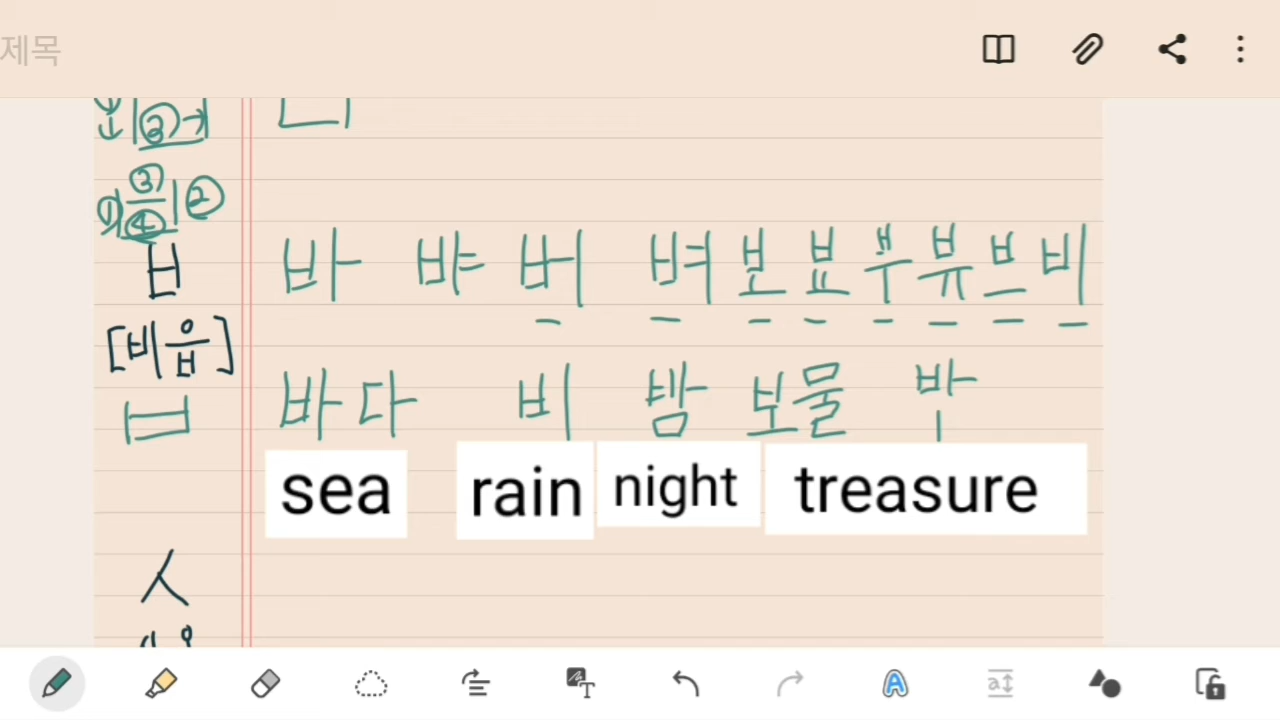 제목
ㅁ
ㅂ 바 뱌 버 벼 보 뵤 부 뷰 브 비
[비읍]
ㅂ 바다 비 밤 보물 바
sea rain night treasure
ㅅ